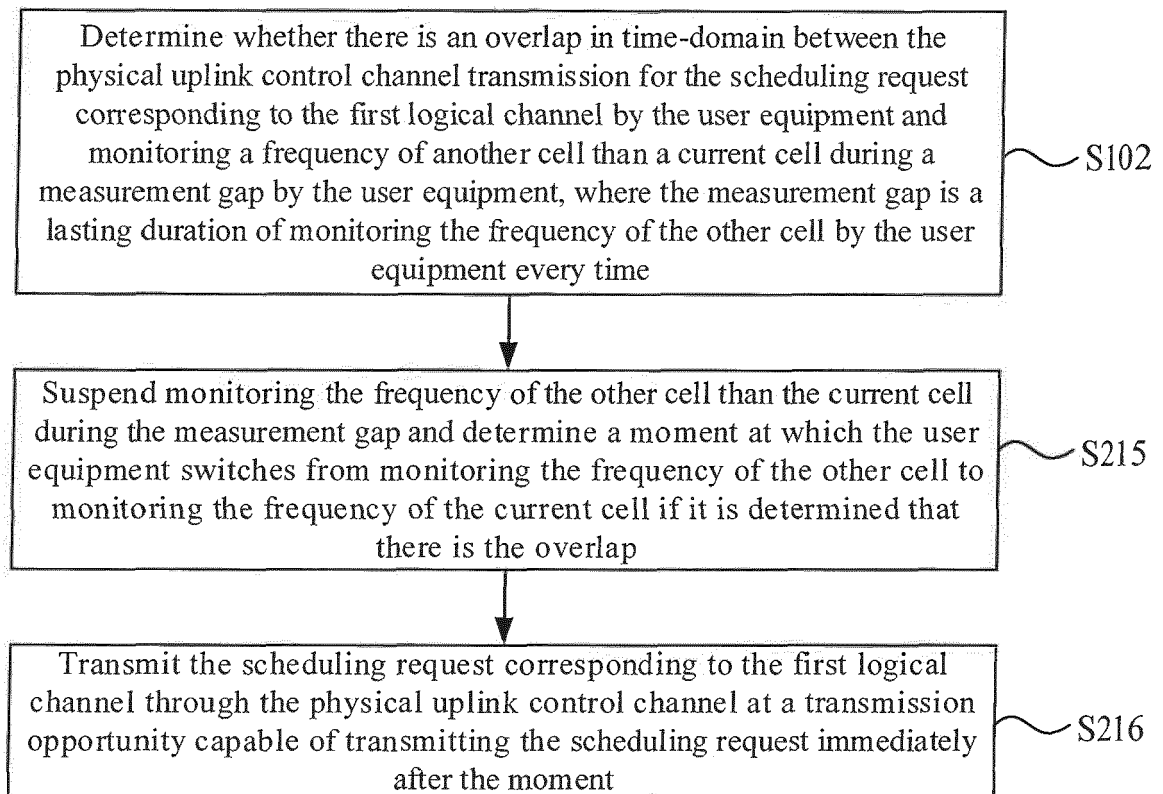 Determine whether there is an overlap in time-domain between the
physical uplink control channel transmission for the scheduling request
corresponding to the first logical channel by the user equipment and
monitoring a frequency of another cell than a current cell during a
measurement gap by the user equipment, where the measurement gap is a
lasting duration of monitoring the frequency of the other cell by the user
equipment every time
S102
Suspend monitoring the frequency of the other cell than the current cell
during the measurement gap and determine a moment at which the user
equipment switches from monitoring the frequency of the other cell to
monitoring the frequency of the current cell if it is determined that
there is the overlap
S215
Transmit the scheduling request corresponding to the first logical
channel through the physical uplink control channel at a transmission
opportunity capable of transmitting the scheduling request immediately
after the moment
S216